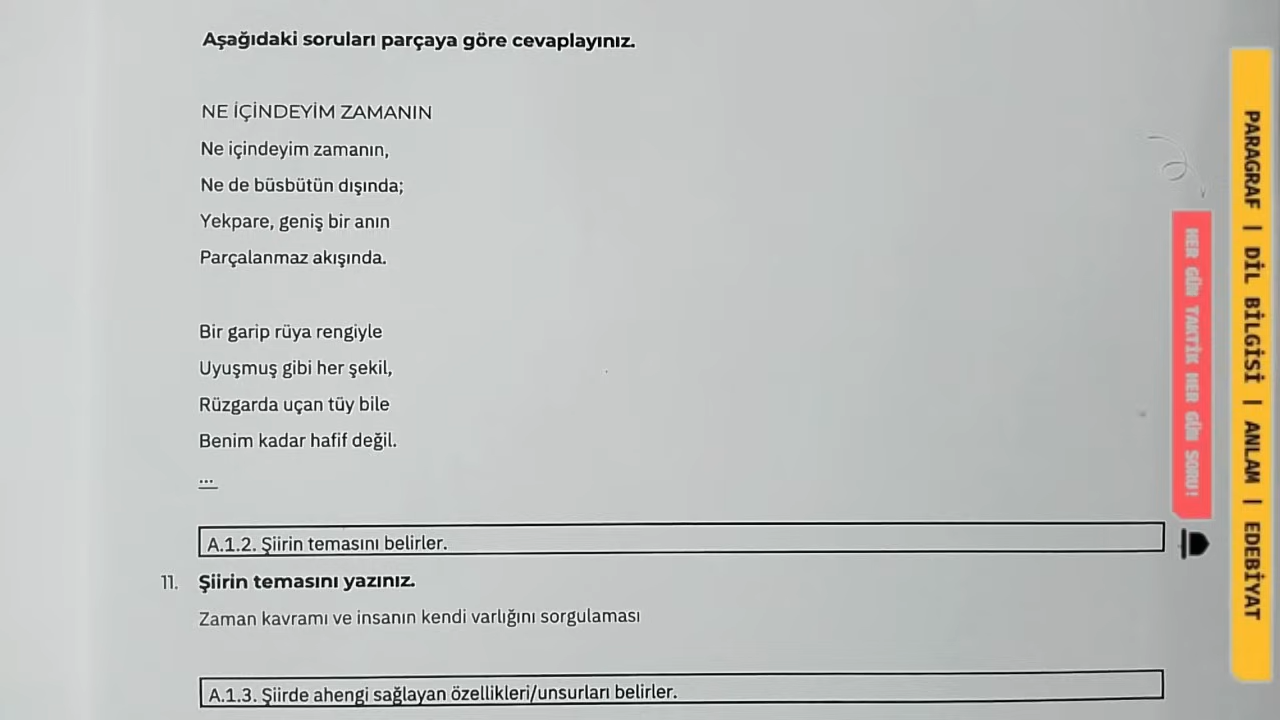 Aşağıdaki soruları parçaya göre cevaplayınız.
NE İÇİNDEYİM ZAMANIN
Ne içindeyim zamanın,
Ne de büsbütün dışında;
Yekpare, geniş bir anın
Parçalanmaz akışında.
Bir garip rüya rengiyle
Uyuşmuş gibi her şekil,
Rüzgarda uçan tüy bile
Benim kadar hafif değil.
...
A.1.2. Şiirin temasını belirler.
11. Şiirin temasını yazınız.
Zaman kavramı ve insanın kendi varlığını sorgulaması
A.1.3. Şiirde ahengi sağlayan özellikleri/unsurları belirler.
HER GÜN TAKTİK HER GÜN SORU!
PARAGRAF | DİL BİLGİSİ | ANLAM | EDEBİYAT